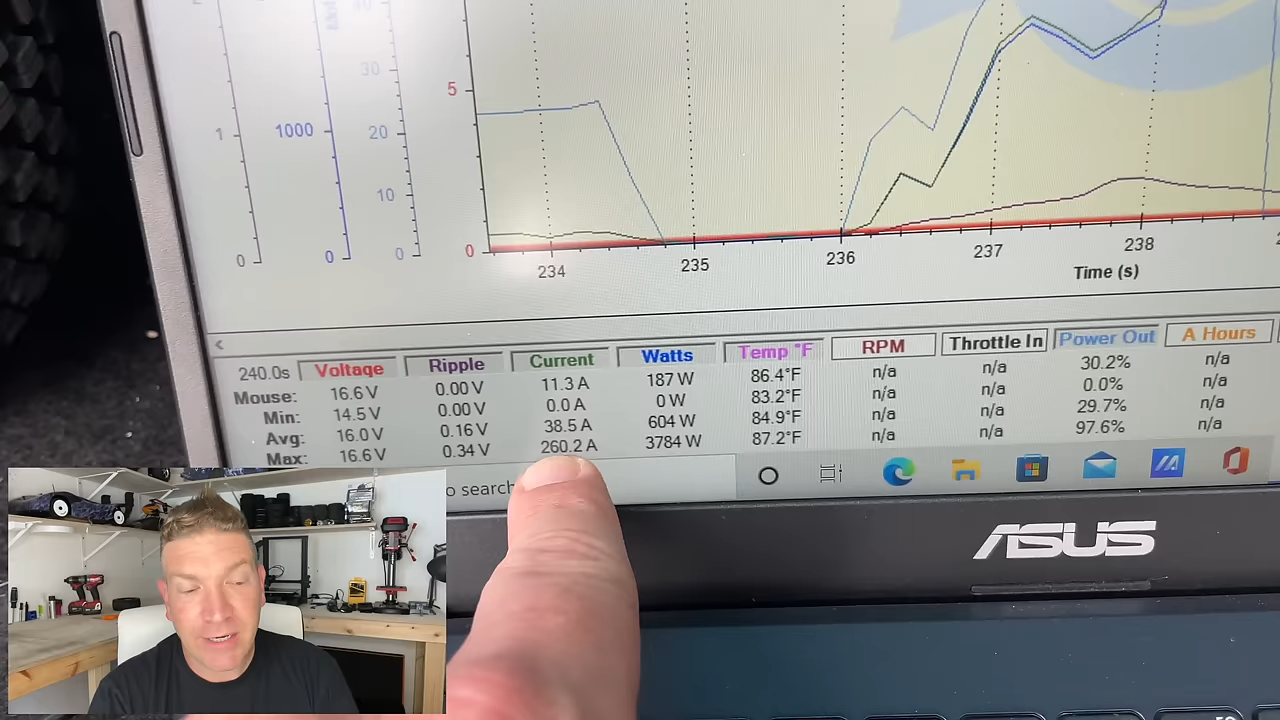 40
30
20
10
0
1
0
1000
0
5
0
234 235 236 237 238
Time (s)
<
240.0s Voltage Ripple Current Watts Temp °F RPM Throttle In Power Out A Hours
Mouse: 16.6 V 0.00 V 11.3 A 187 W 86.4°F n/a n/a 30.2% n/a
Min: 14.5 V 0.00 V 0.0 A 0 W 83.2°F n/a n/a 0.0% n/a
Avg: 16.0 V 0.16 V 38.5 A 604 W 84.9°F n/a n/a 29.7% n/a
Max: 16.6 V 0.34 V 260.2 A 3784 W 87.2°F n/a n/a 97.6% n/a
o search
ASUS